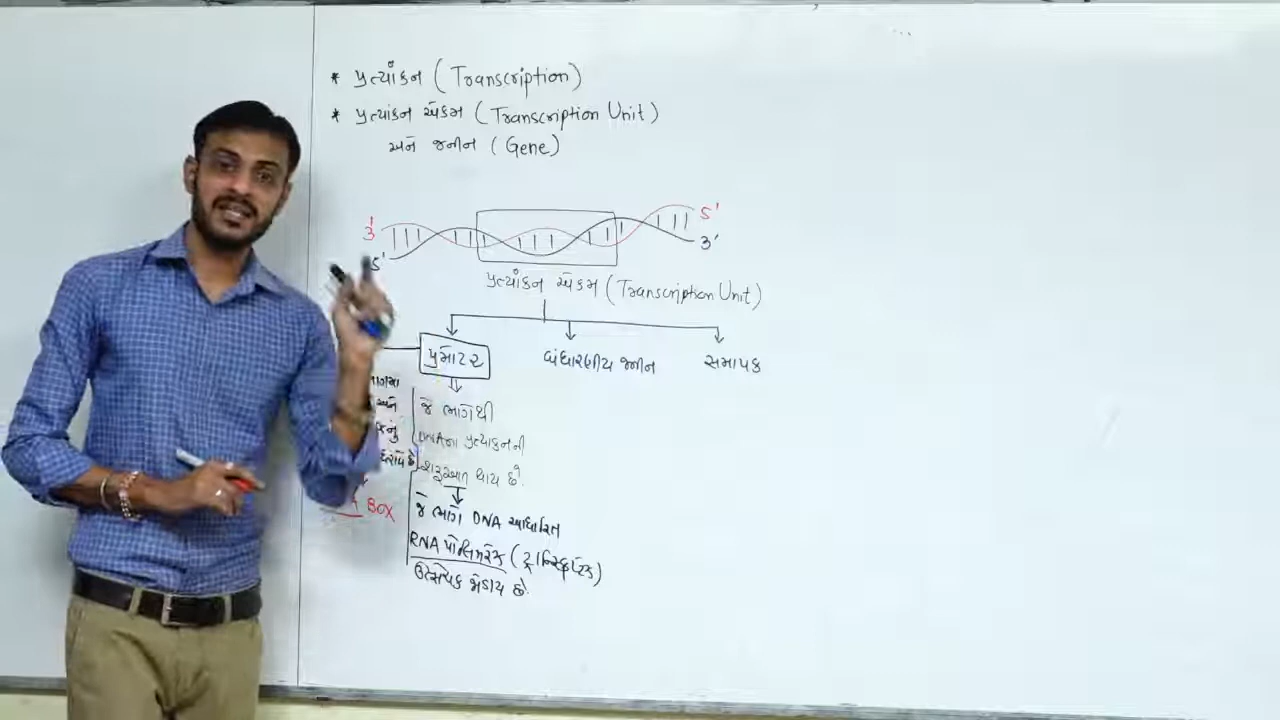 * પ્રત્યાંકન (Transcription)
* પ્રત્યાંકન એકમ (Transcription Unit)
અને જનીન (Gene)
3' 5'
5' 3'
પ્રત્યાંકન એકમ (Transcription Unit)
પ્રમોટર બંધારણીય જનીન સમાપક
જે ભાગેથી
DNAના પ્રત્યાંકનની
શરૂઆત થાય છે.
BOX
જે ભાગે DNA આધારિત
RNA પોલિમરેઝ
ઉત્સેચક જોડાય છે.